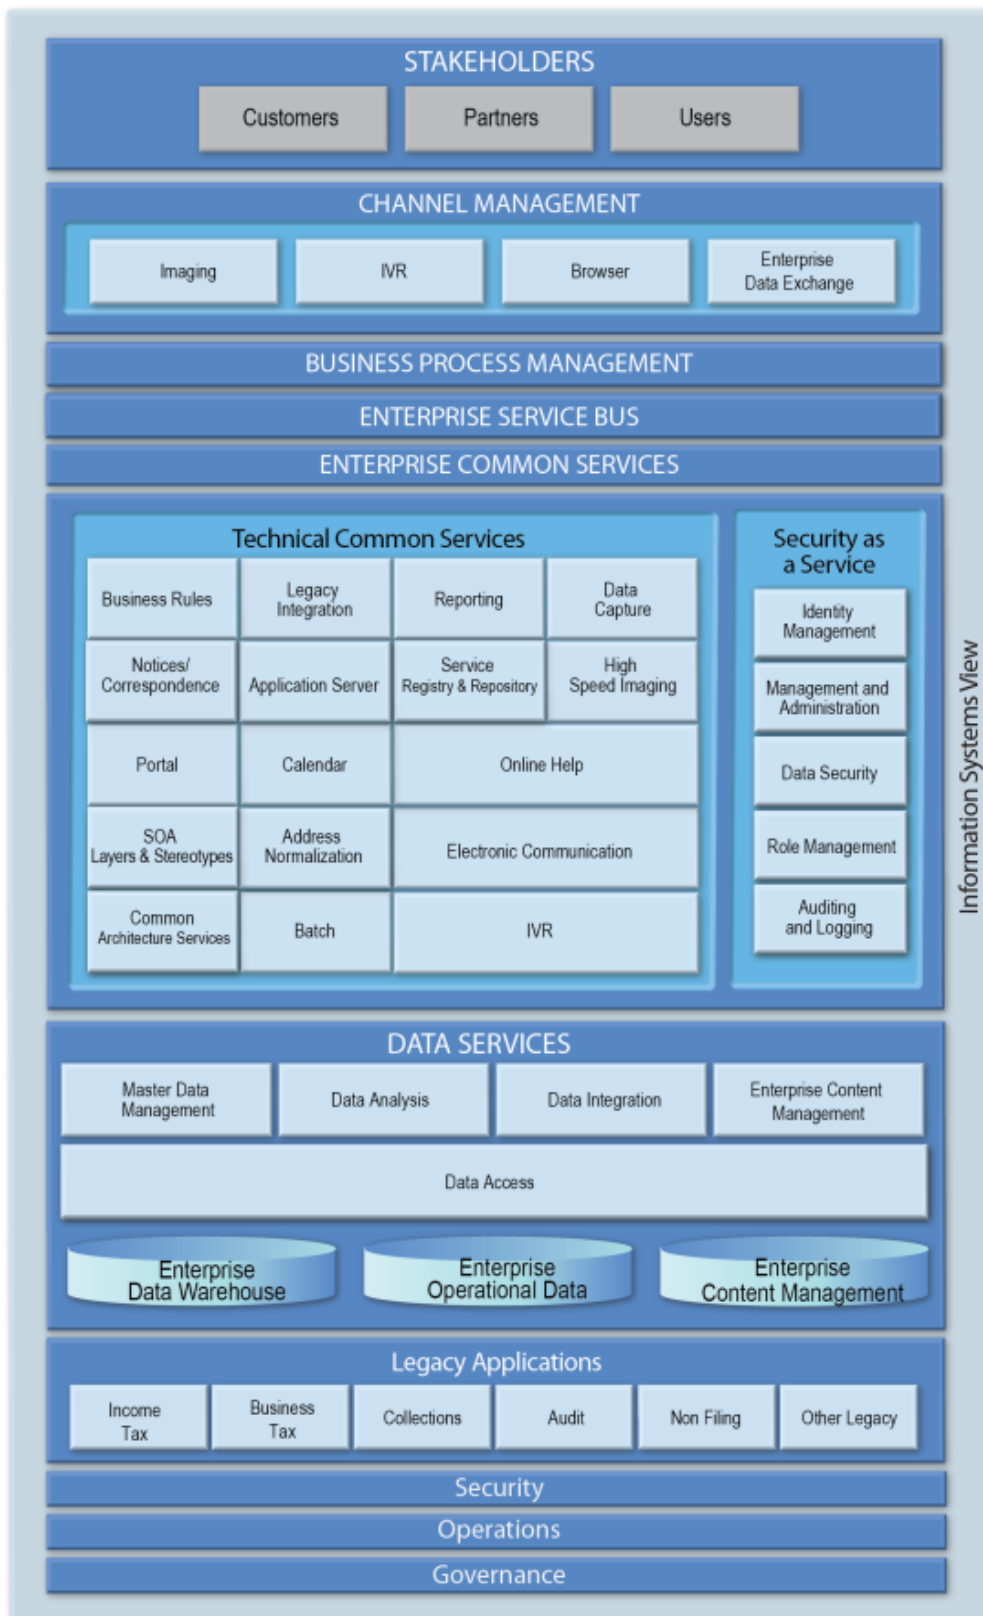 STAKEHOLDERS
Customers
Partners
Users
CHANNEL MANAGEMENT
Imaging
IVR
Browser
Enterprise
Data Exchange
BUSINESS PROCESS MANAGEMENT
ENTERPRISE SERVICE BUS
ENTERPRISE COMMON SERVICES
Technical Common Services
Business Rules
Legacy
Integration
Reporting
Data
Capture
Notices/
Correspondence
Application Server
Service
Registry & Repository
High
Speed Imaging
Portal
Calendar
Online Help
SOA
Layers & Stereotypes
Address
Normalization
Electronic Communication
Common
Architecture Services
Batch
IVR
Security as
a Service
Identity
Management
Management and
Administration
Data Security
Role Management
Auditing
and Logging
Information Systems View
DATA SERVICES
Master Data
Management
Data Analysis
Data Integration
Enterprise Content
Management
Data Access
Enterprise
Data Warehouse
Enterprise
Operational Data
Enterprise
Content Management
Legacy Applications
Income
Tax
Business
Tax
Collections
Audit
Non Filing
Other Legacy
Security
Operations
Governance